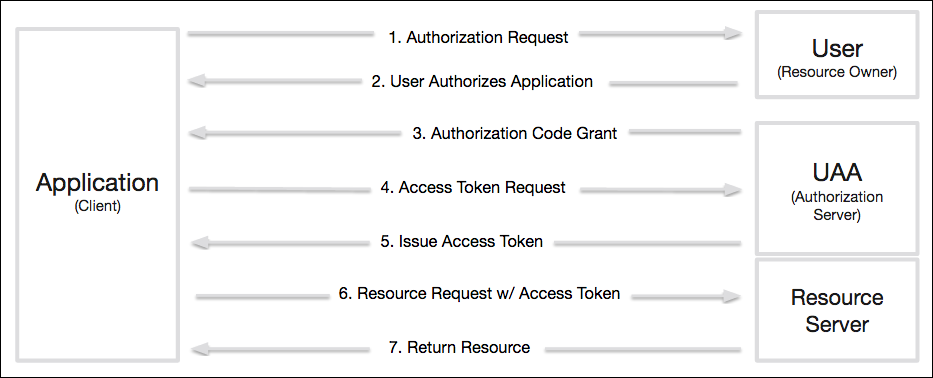 1. Authorization Request
User
(Resource Owner)
2. User Authorizes Application
3. Authorization Code Grant
Application
(Client)
4. Access Token Request
UAA
(Authorization
Server)
5. Issue Access Token
6. Resource Request w/ Access Token
Resource
Server
7. Return Resource